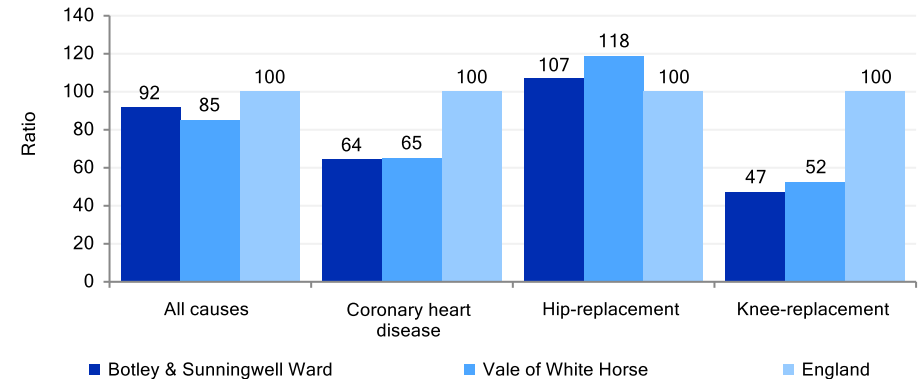 140
120
100
80
60
40
20
0
Ratio
92
85
100
64
65
100
107
118
100
47
52
100
All causes
Coronary heart
disease
Hip-replacement
Knee-replacement
Botley & Sunningwell Ward
Vale of White Horse
England